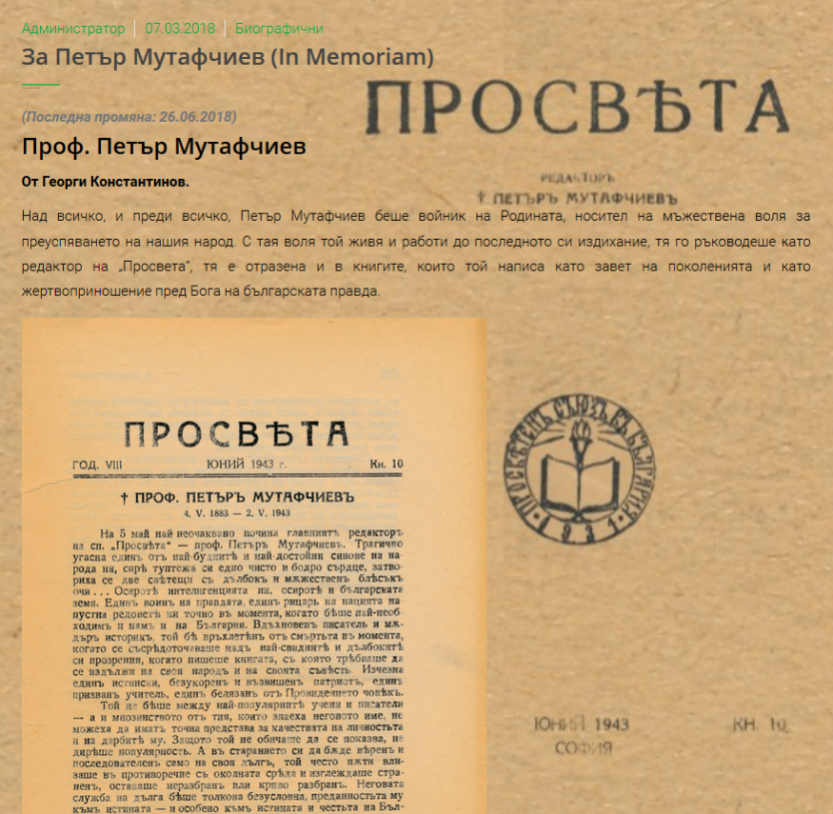 Администратор | 07.03.2018 | Биографични
За Петър Мутафчиев (In Memoriam)
(Последна промяна: 26.06.2018)
Проф. Петър Мутафчиев
От Георги Константинов.
Над всичко, и преди всичко, Петър Мутафчиев беше войник на Родината, носител на мъжествена воля за
преуспяването на нашия народ. С тая воля той живя и работи до последното си издихание, тя го ръководеше като
редактор на „Просвета“, тя е отразена и в книгите, които той написа като завет на поколенията и като
жертвоприношение пред Бога на българската правда.
ПРОСВѢТА
РЕДАКТОРЪ
† ПЕТЪРЪ МУТАФЧИЕВЪ
ПРОСВѢТЕНЪ СЪЮЗЪ ВЪ БЪЛГАРИЯ
1931
ЮНИЙ 1943
КН. 10
СОФИЯ
ПРОСВѢТА
ГОД. VIII ЮНИЙ 1943 г. Кн. 10
† ПРОФ. ПЕТЪРЪ МУТАФЧИЕВЪ
4. V. 1883 — 2. V. 1943
На 5 май най неочаквано почина главниятъ редакторъ
на сп. „Просвѣта“ — проф. Петъръ Мутафчиевъ. Трагично
угасна единъ отъ най-буднитѣ и най-достойни синове на на-
рода ни, спрѣ туптежа си едно чисто и бодро сърдце, затво-
риха се две свѣтещи съ дълбокъ и мѫжественъ блѣсъкъ
очи... Осиротѣ интелигенцията ни, осиротѣ и българската
земя. Единъ воинъ на правдата, единъ рицарь на нацията на-
пустна редоветѣ ни точно въ момента, когато бѣше най-необ-
ходимъ и намъ и на България. Вдъхновенъ писатель и мѫ-
дъръ историкъ, той бѣ връхлетѣнъ отъ смъртьта въ момента,
когато се съсрѣдоточаваше надъ най-свиднитѣ и дълбокитѣ
си прозрения, когато пишеше книгата, съ която трѣбваше да
се издължи на своя народъ и на своята съвѣсть. Изчезна
единъ истински, безукоренъ и възвишенъ патриотъ, единъ
призванъ учитель, единъ белязанъ отъ Провидението човѣкъ.
Той не бѣше между най-популярнитѣ учени и писатели
— а и мнозинството отъ тия, които знаеха неговото име, не
можеха да иматъ точна представа за качествата на личностьта
и на дарбитѣ му. Защото той не обичаше да се показва, не
дирѣше популярность. А въ старанието си да бѫде вѣренъ и
последователенъ само на своя дългъ, той често пѫти вли-
заше въ противоречие съ околната срѣда и изглеждаше стра-
ненъ, оставаше неразбранъ или криво разбранъ. Неговата
служба на дълга бѣше толкова безусловна, преданностьта му
къмъ истината — и особено къмъ истината и честьта на Бъл-